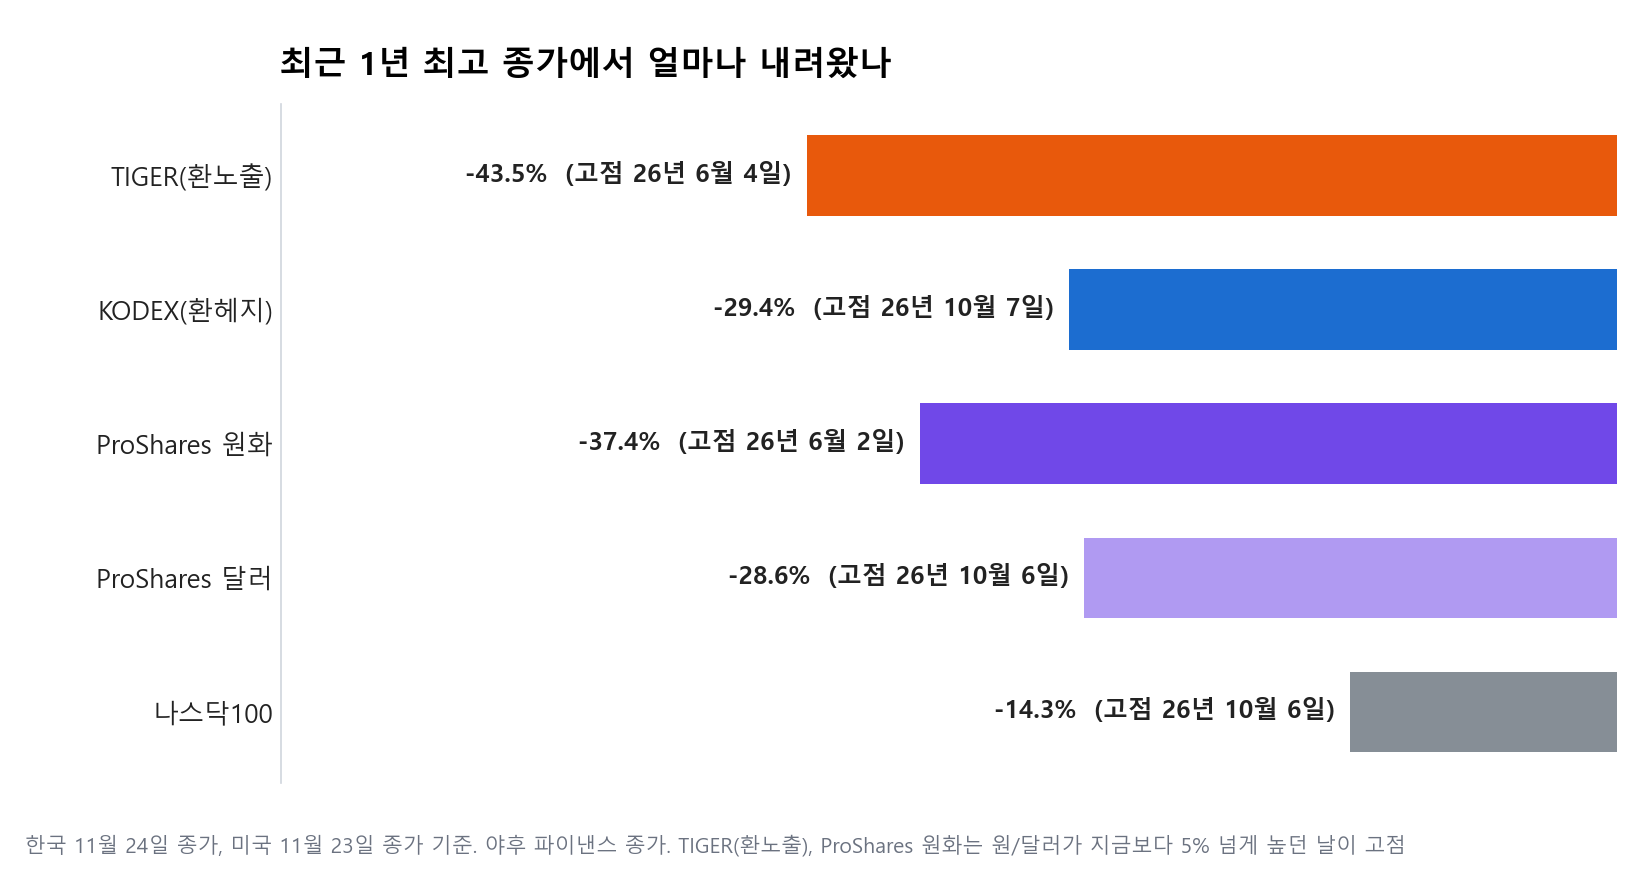 최근 1년 최고 종가에서 얼마나 내려왔나
TIGER(환노출)
-43.5% (고점 26년 6월 4일)
KODEX(환헤지)
-29.4% (고점 26년 10월 7일)
ProShares 원화
-37.4% (고점 26년 6월 2일)
ProShares 달러
-28.6% (고점 26년 10월 6일)
나스닥100
-14.3% (고점 26년 10월 6일)
한국 11월 24일 종가, 미국 11월 23일 종가 기준. 야후 파이낸스 종가. TIGER(환노출), ProShares 원화는 원/달러가 지금보다 5% 넘게 높던 날이 고점